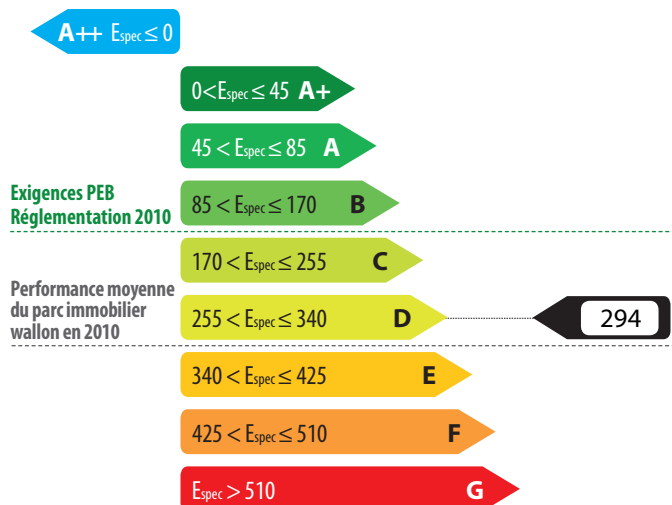 A++ Espec ≤ 0
0<Espec ≤ 45 A+
45 < Espec ≤ 85 A
Exigences PEB
Réglementation 2010
85 < Espec ≤ 170 B
170 < Espec ≤ 255 C
Performance moyenne
du parc immobilier
wallon en 2010
255 < Espec ≤ 340 D
294
340 < Espec ≤ 425 E
425 < Espec ≤ 510 F
Espec > 510 G